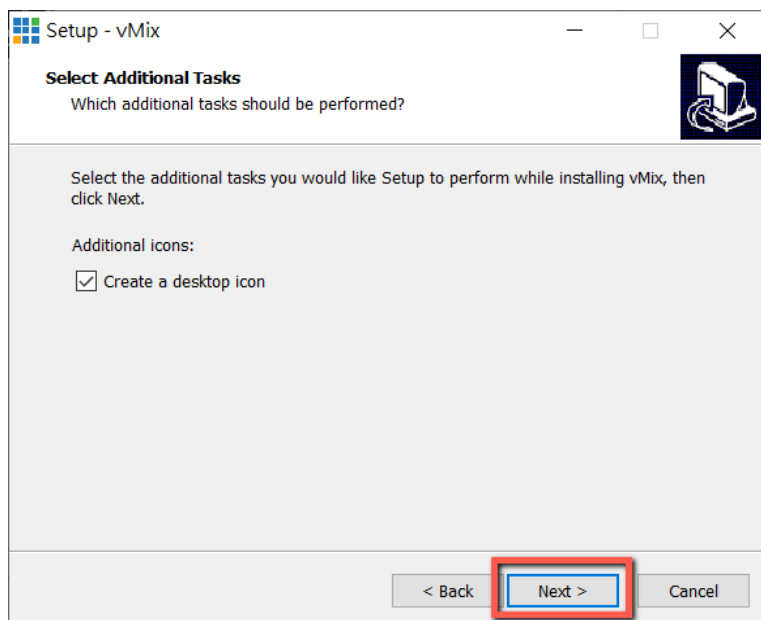 Setup - vMix
Select Additional Tasks
Which additional tasks should be performed?
Select the additional tasks you would like Setup to perform while installing vMix, then
click Next.
Additional icons:
Create a desktop icon
< Back
Next >
Cancel